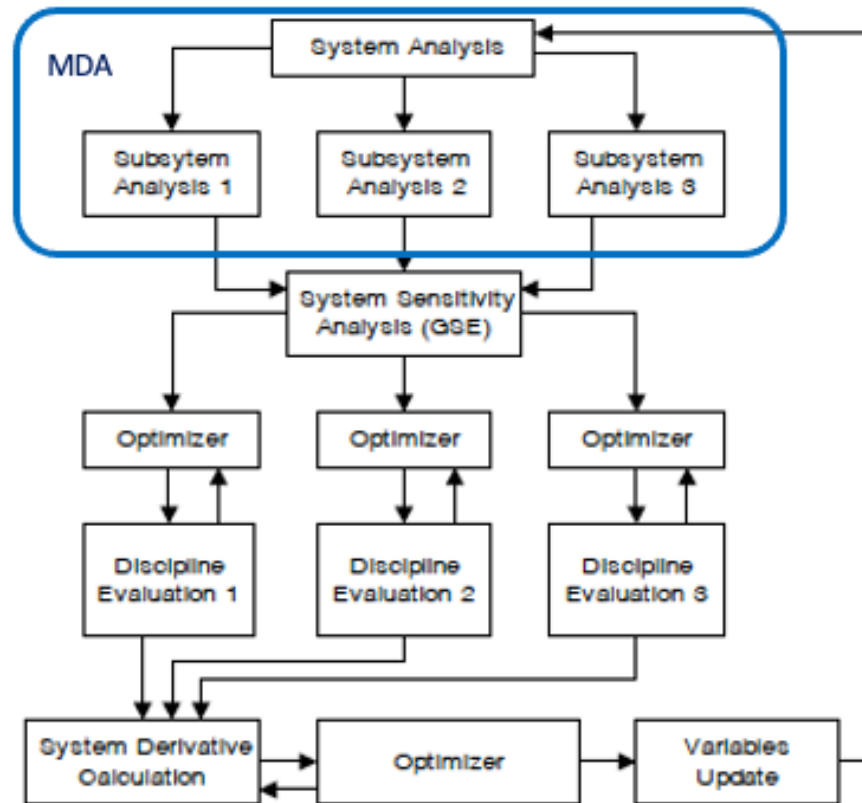 System Analysis
MDA
Subsytem
Analysis 1
Subsystem
Analysis 2
Subsystem
Analysis 3
System Sensitivity
Analysis (GSE)
Optimizer
Optimizer
Optimizer
Discipline
Evaluation 1
Discipline
Evaluation 2
Discipline
Evaluation 3
System Derivative
Calculation
Optimizer
Variables
Update